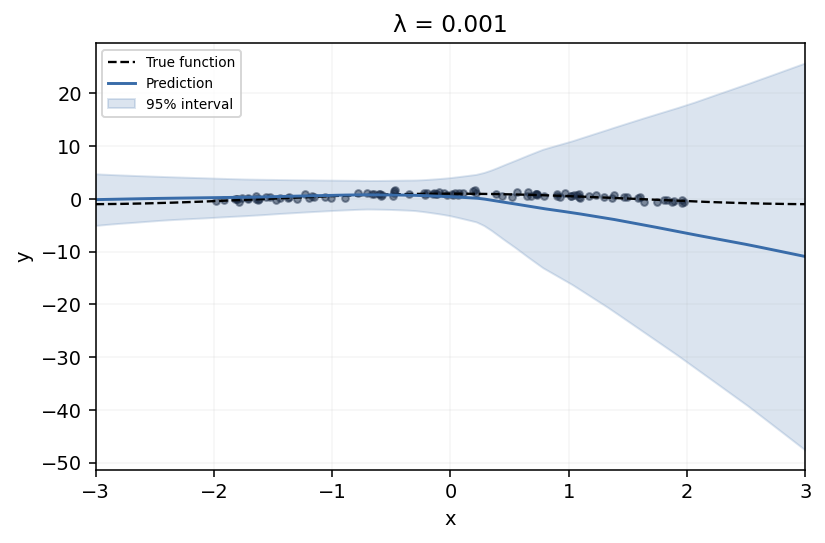 λ = 0.001
True function
Prediction
95% interval
y
20
10
0
−10
−20
−30
−40
−50
−3
−2
−1
0
1
2
3
x